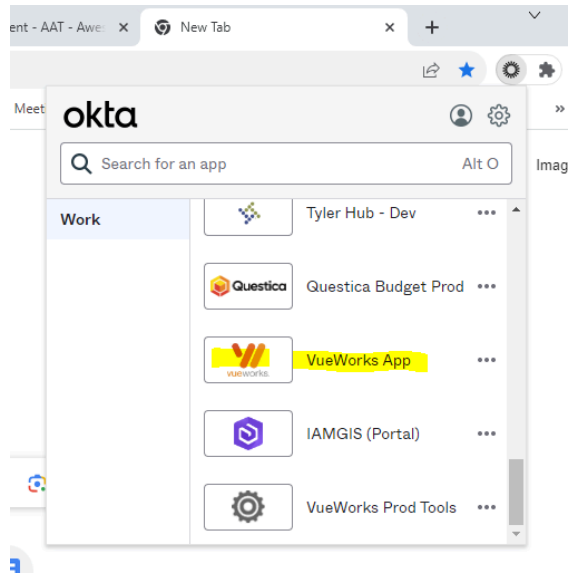 ent - AAT - Awe
New Tab
Meet
okta
Search for an app
Alt O
Imag
Work
Tyler Hub - Dev
Questica
Questica Budget Prod
vueworks.
VueWorks App
IAMGIS (Portal)
VueWorks Prod Tools